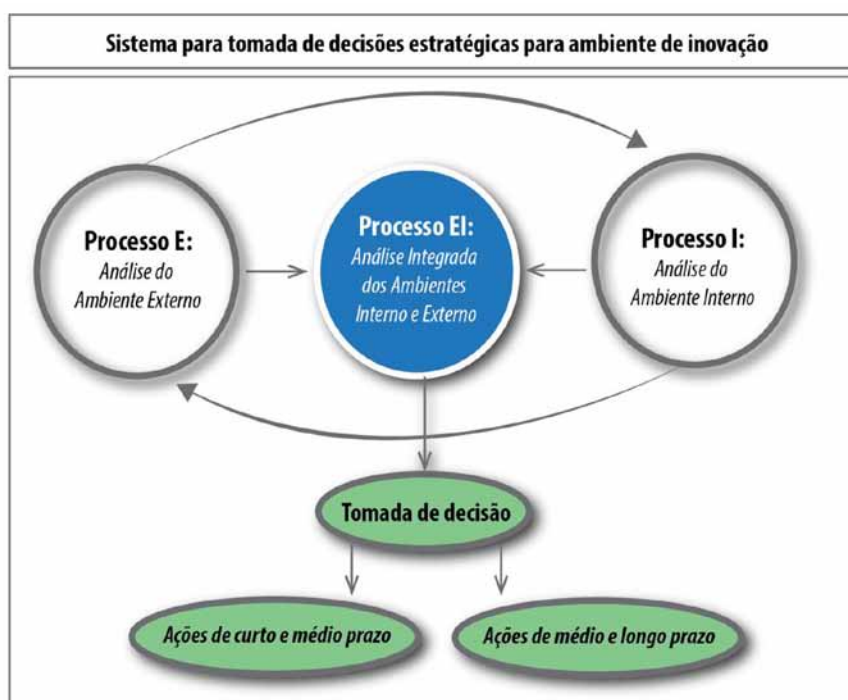 Sistema para tomada de decisões estratégicas para ambiente de inovação
Processo E:
Análise do
Ambiente Externo
Processo EI:
Análise Integrada
dos Ambientes
Interno e Externo
Processo I:
Análise do
Ambiente Interno
Tomada de decisão
Ações de curto e médio prazo
Ações de médio e longo prazo